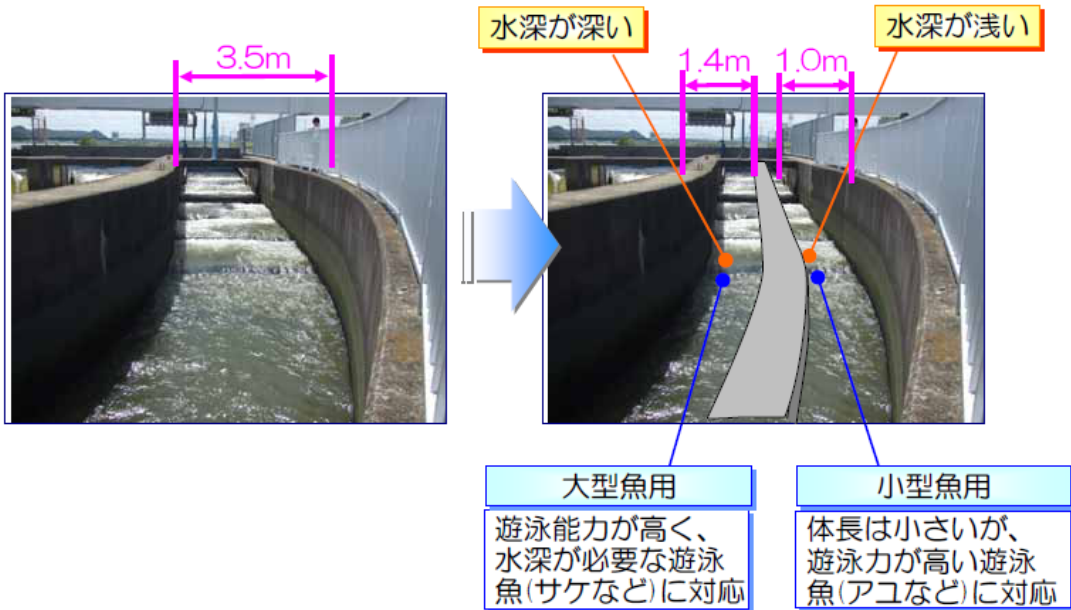 水深が深い
水深が浅い
3.5m
1.4m
1.0m
大型魚用
遊泳能力が高く、
水深が必要な遊泳
魚(サケなど)に対応
小型魚用
体長は小さいが、
遊泳力が高い遊泳
魚(アユなど)に対応